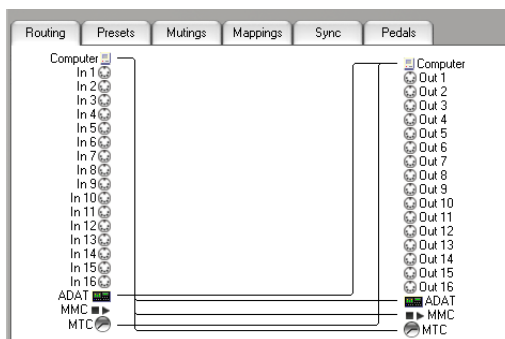 Routing Presets Mutings Mappings Sync Pedals
Computer
In 1
In 2
In 3
In 4
In 5
In 6
In 7
In 8
In 9
In 10
In 11
In 12
In 13
In 14
In 15
In 16
ADAT
MMC
MTC
Computer
Out 1
Out 2
Out 3
Out 4
Out 5
Out 6
Out 7
Out 8
Out 9
Out 10
Out 11
Out 12
Out 13
Out 14
Out 15
Out 16
ADAT
MMC
MTC